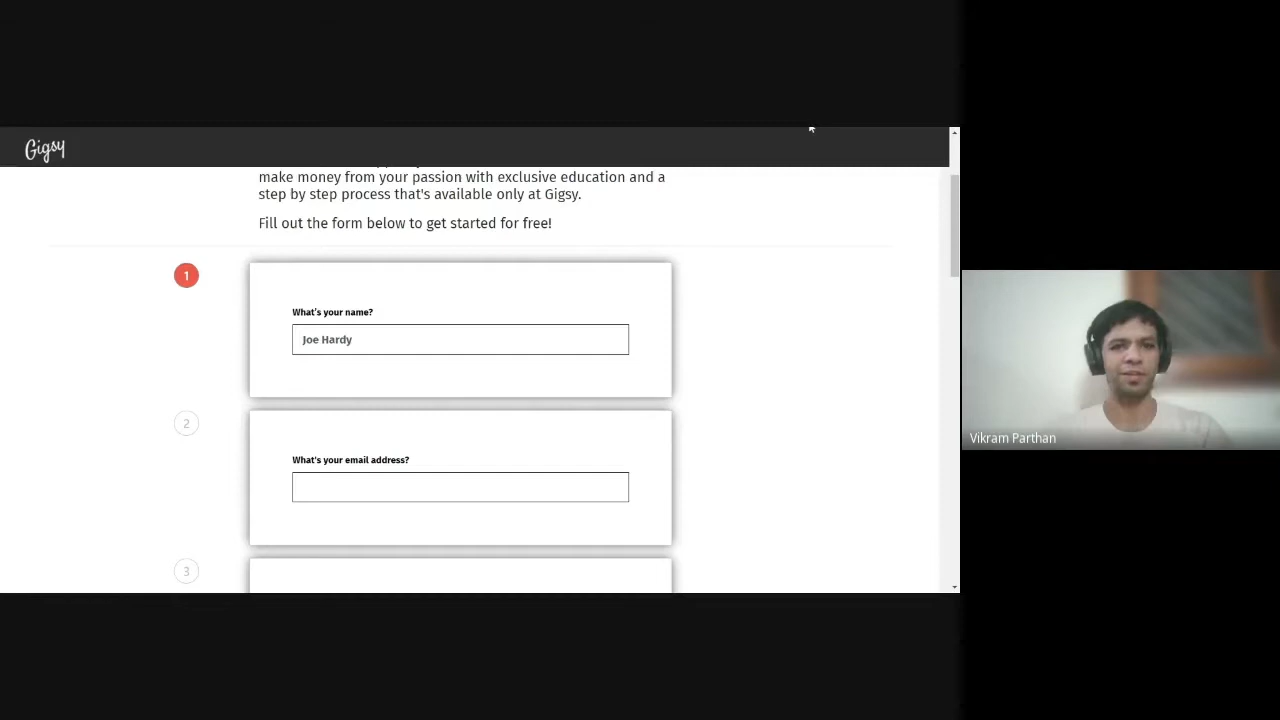 Gigsy
make money from your passion with exclusive education and a
step by step process that's available only at Gigsy.
Fill out the form below to get started for free!
1
What's your name?
Joe Hardy
2
What's your email address?
3
Vikram Parthan